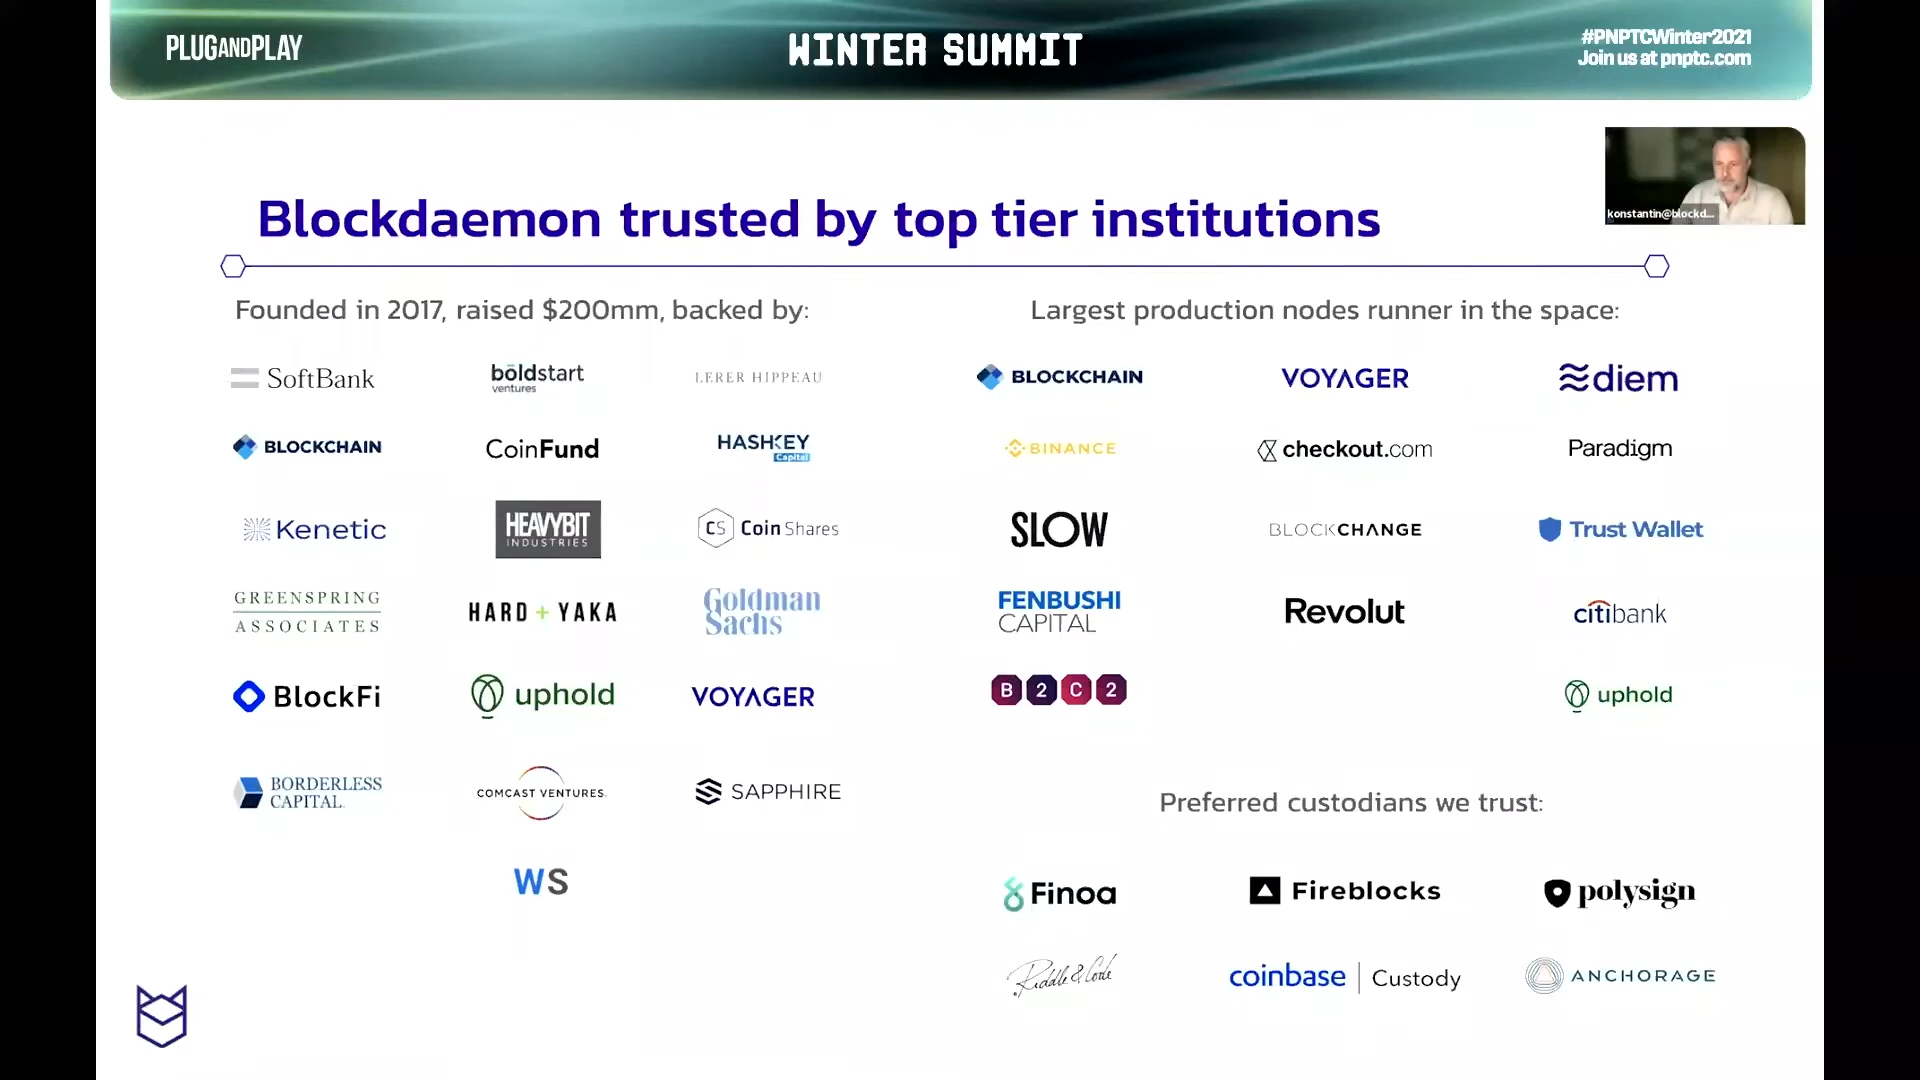 PLUGANDPLAY
WINTER SUMMIT
#PNPTCWinter2021
Join us at pnptc.com
konstantin@blockd...
Blockdaemon trusted by top tier institutions
Founded in 2017, raised $200mm, backed by:
SoftBank
boldstart
ventures
LERER HIPPEAU
BLOCKCHAIN
CoinFund
HASHKEY
Capital
Kenetic
HEAVYBIT
INDUSTRIES
CS CoinShares
GREENSPRING
ASSOCIATES
HARD + YAKA
Goldman
Sachs
BlockFi
uphold
VOYAGER
BORDERLESS
CAPITAL
COMCAST VENTURES
SAPPHIRE
WS
Largest production nodes runner in the space:
BLOCKCHAIN
VOYAGER
diem
BINANCE
checkout.com
Paradigm
SLOW
BLOCKCHANGE
Trust Wallet
FENBUSHI
CAPITAL
Revolut
citibank
B2C2
uphold
Preferred custodians we trust:
Finoa
Fireblocks
polysign
Riddle & Code
coinbase | Custody
ANCHORAGE